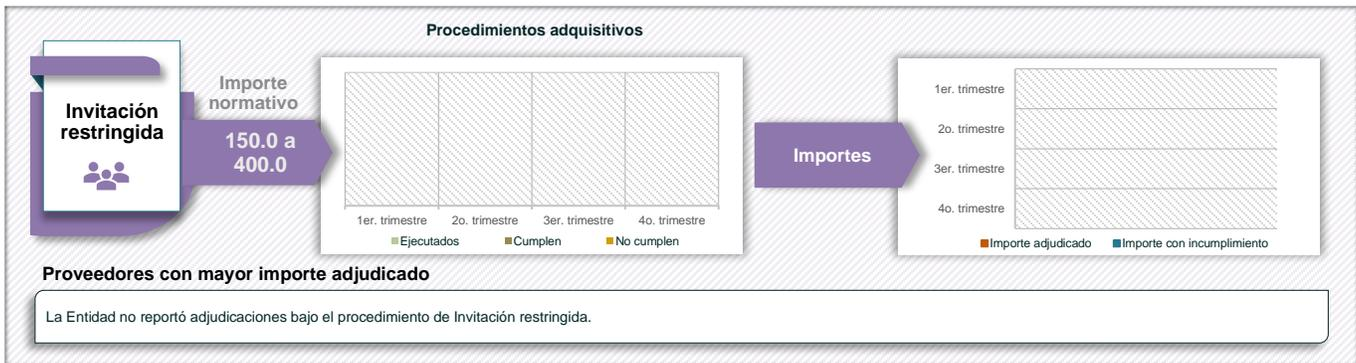 Procedimientos adquisitivos
Invitación
restringida
Importe
normativo
150.0 a
400.0
1er. trimestre 2o. trimestre 3er. trimestre 4o. trimestre
Ejecutados Cumplen No cumplen
Importes
1er. trimestre
2o. trimestre
3er. trimestre
4o. trimestre
Importe adjudicado Importe con incumplimiento
Proveedores con mayor importe adjudicado
La Entidad no reportó adjudicaciones bajo el procedimiento de Invitación restringida.